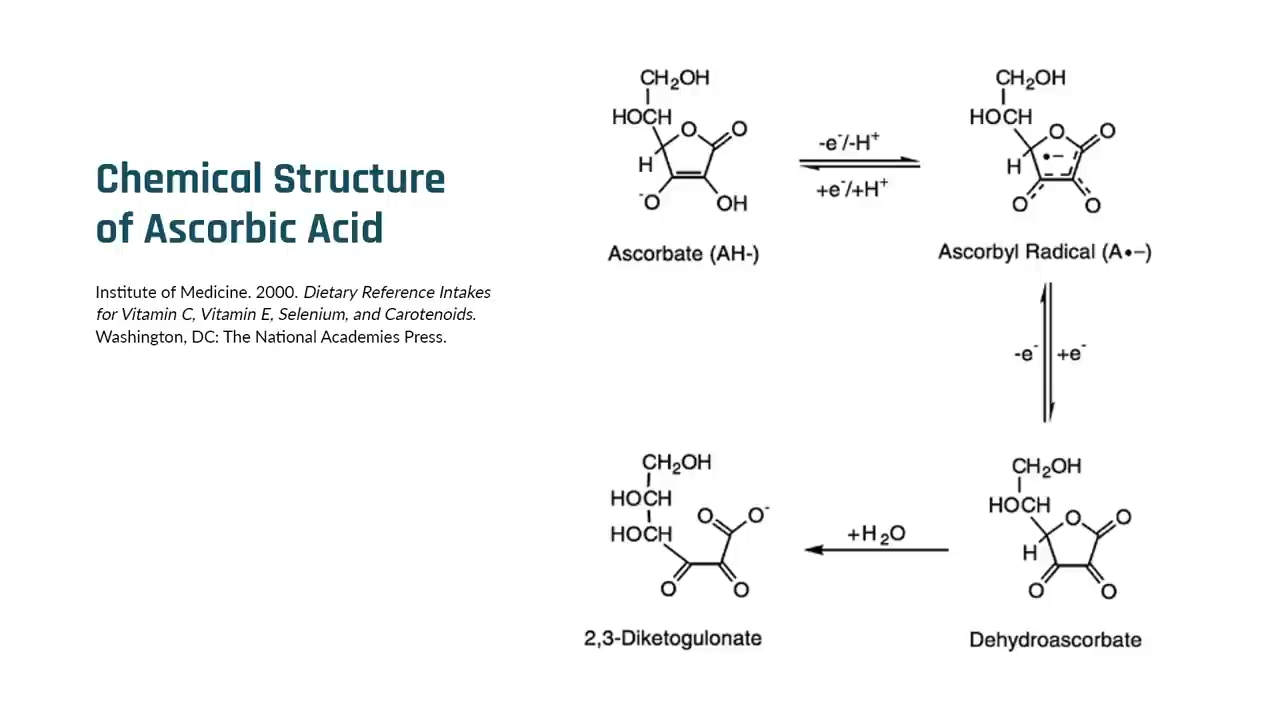 Chemical Structure
of Ascorbic Acid
Institute of Medicine. 2000. Dietary Reference Intakes
for Vitamin C, Vitamin E, Selenium, and Carotenoids.
Washington, DC: The National Academies Press.
CH₂OH
HOCH
O
O
H
⁻O
OH
Ascorbate (AH-)
-e⁻/-H⁺
+e⁻/+H⁺
CH₂OH
HOCH
O
O
H
•−
O
O
Ascorbyl Radical (A•−)
-e⁻
+e⁻
CH₂OH
HOCH
O
O
H
O
O
Dehydroascorbate
+H₂O
CH₂OH
HOCH
HOCH
O
O⁻
O
O
2,3-Diketogulonate